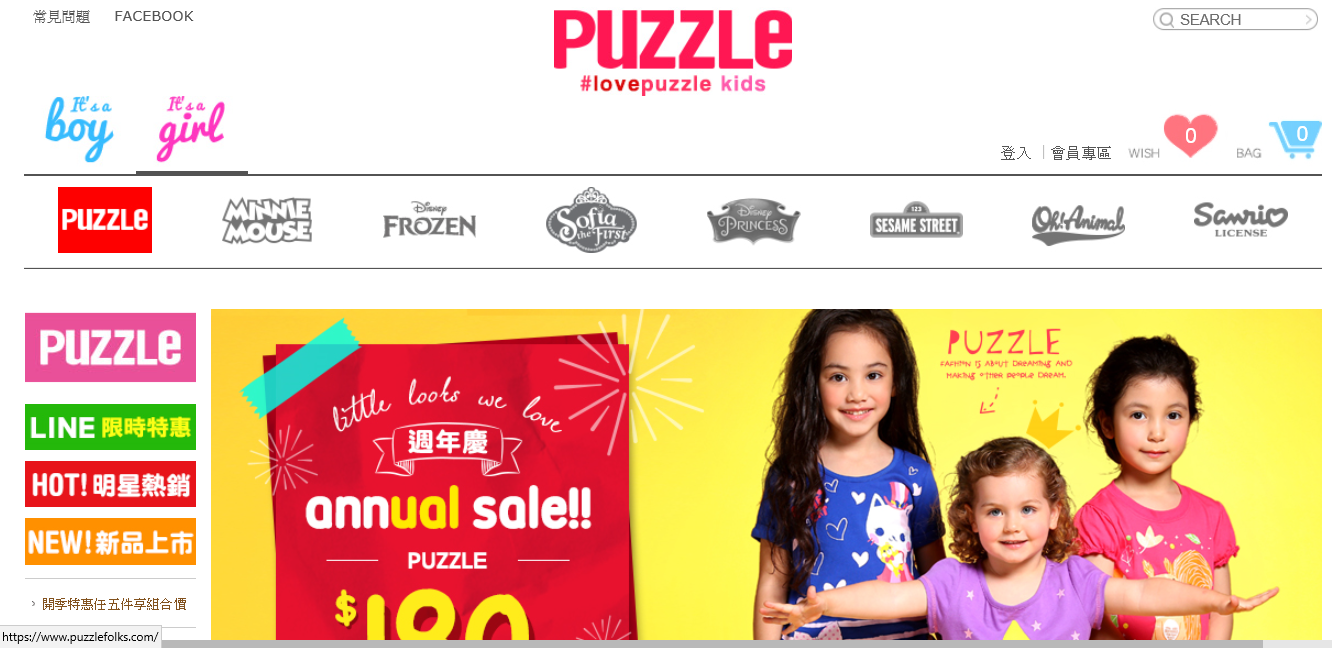 常見問題
FACEBOOK
PUZZLE
#lovepuzzle kids
SEARCH
It's a boy
It's a girl
登入
會員專區
WISH
0
BAG
0
PUZZLE
MINNIE MOUSE
Disney FROZEN
Sofia the First
Disney PRINCESS
123 SESAME STREET
Oh! Animal
Sanrio LICENSE
PUZZLE
LINE 限時特惠
HOT! 明星熱銷
NEW! 新品上市
開季特惠任五件享組合價
little looks we love
週年慶
annual sale!!
PUZZLE
$190
PUZZLE
FASHION IS ABOUT DREAMING AND
MAKING OTHER PEOPLE DREAM.
https://www.puzzlefolks.com/